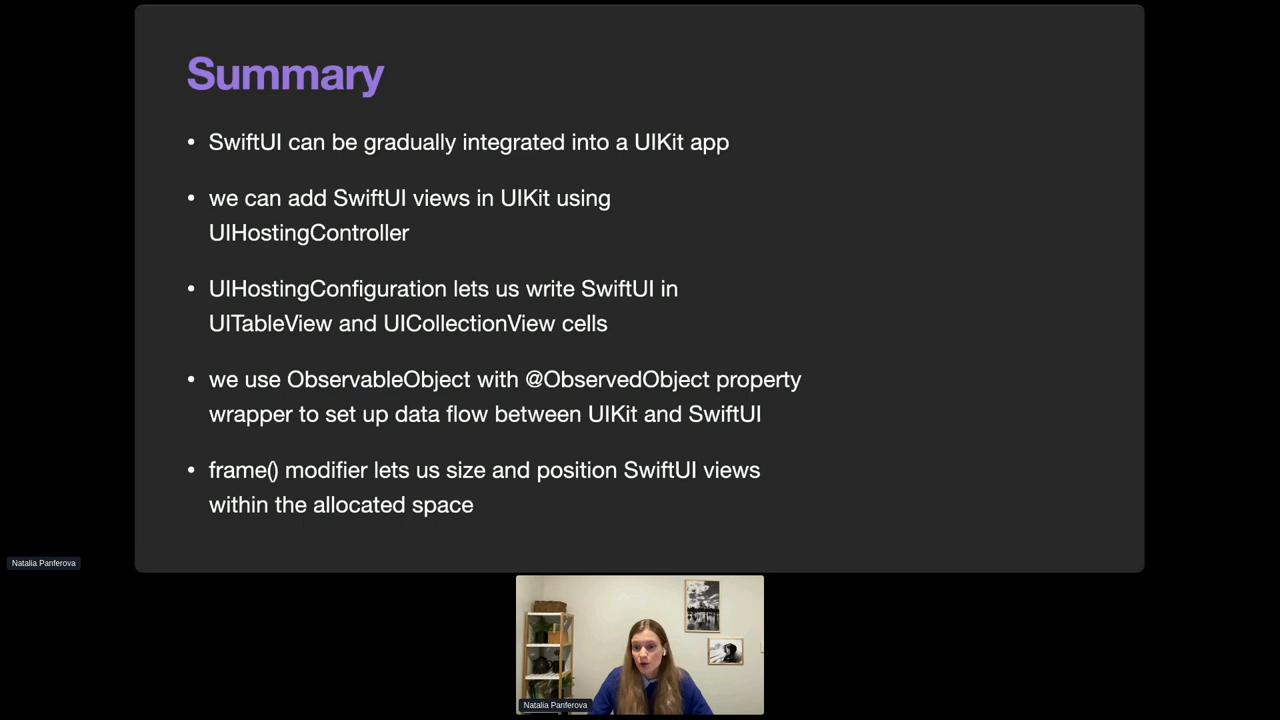 Summary
• SwiftUI can be gradually integrated into a UIKit app
• we can add SwiftUI views in UIKit using
UIHostingController
• UIHostingConfiguration lets us write SwiftUI in
UITableView and UICollectionView cells
• we use ObservableObject with @ObservedObject property
wrapper to set up data flow between UIKit and SwiftUI
• frame() modifier lets us size and position SwiftUI views
within the allocated space
Natalia Panferova
Natalia Panferova